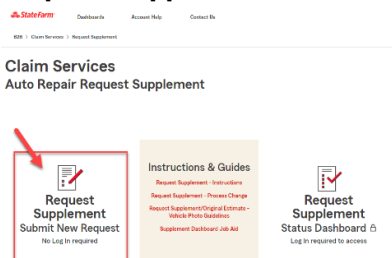 StateFarm
Dashboards Account Help Contact Us
B2B > Claim Services > Request Supplement
Claim Services
Auto Repair Request Supplement
Request
Supplement
Submit New Request
No Log In required
Instructions & Guides
Request Supplement - Instructions
Request Supplement - Process Change
Request Supplement/Original Estimate -
Vehicle Photo Guidelines
Supplement Dashboard Job Aid
Request
Supplement
Status Dashboard
Log in required to access